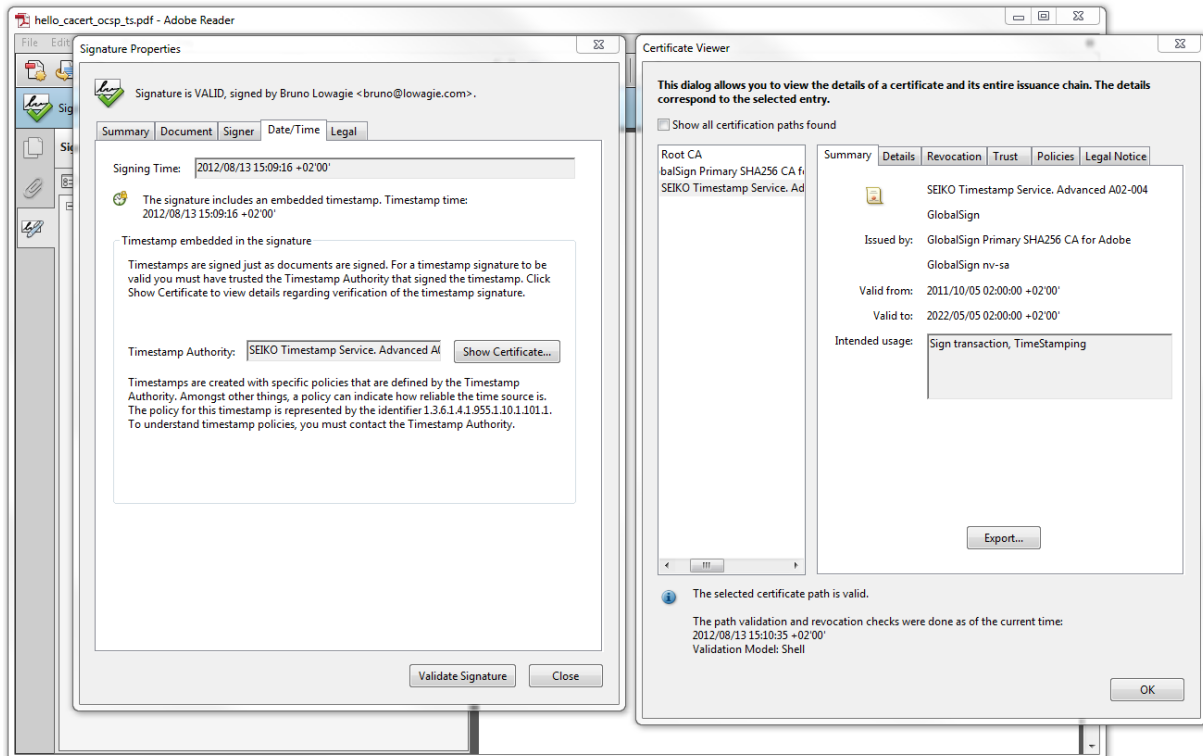 hello_cacert_ocsp_ts.pdf - Adobe Reader
File Edit
Signature Properties
Signature is VALID, signed by Bruno Lowagie <bruno@lowagie.com>.
Summary Document Signer Date/Time Legal
Signing Time: 2012/08/13 15:09:16 +02'00'
The signature includes an embedded timestamp. Timestamp time:
2012/08/13 15:09:16 +02'00'
Timestamp embedded in the signature
Timestamps are signed just as documents are signed. For a timestamp signature to be
valid you must have trusted the Timestamp Authority that signed the timestamp. Click
Show Certificate to view details regarding verification of the timestamp signature.
Timestamp Authority: SEIKO Timestamp Service. Advanced A0 Show Certificate...
Timestamps are created with specific policies that are defined by the Timestamp
Authority. Amongst other things, a policy can indicate how reliable the time source is.
The policy for this timestamp is represented by the identifier 1.3.6.1.4.1.955.1.10.1.101.1.
To understand timestamp policies, you must contact the Timestamp Authority.
Validate Signature Close
Certificate Viewer
This dialog allows you to view the details of a certificate and its entire issuance chain. The details
correspond to the selected entry.
Show all certification paths found
Root CA
balSign Primary SHA256 CA f
SEIKO Timestamp Service. Ad
Summary Details Revocation Trust Policies Legal Notice
SEIKO Timestamp Service. Advanced A02-004
GlobalSign
Issued by: GlobalSign Primary SHA256 CA for Adobe
GlobalSign nv-sa
Valid from: 2011/10/05 02:00:00 +02'00'
Valid to: 2022/05/05 02:00:00 +02'00'
Intended usage: Sign transaction, TimeStamping
Export...
The selected certificate path is valid.
The path validation and revocation checks were done as of the current time:
2012/08/13 15:10:35 +02'00'
Validation Model: Shell
OK